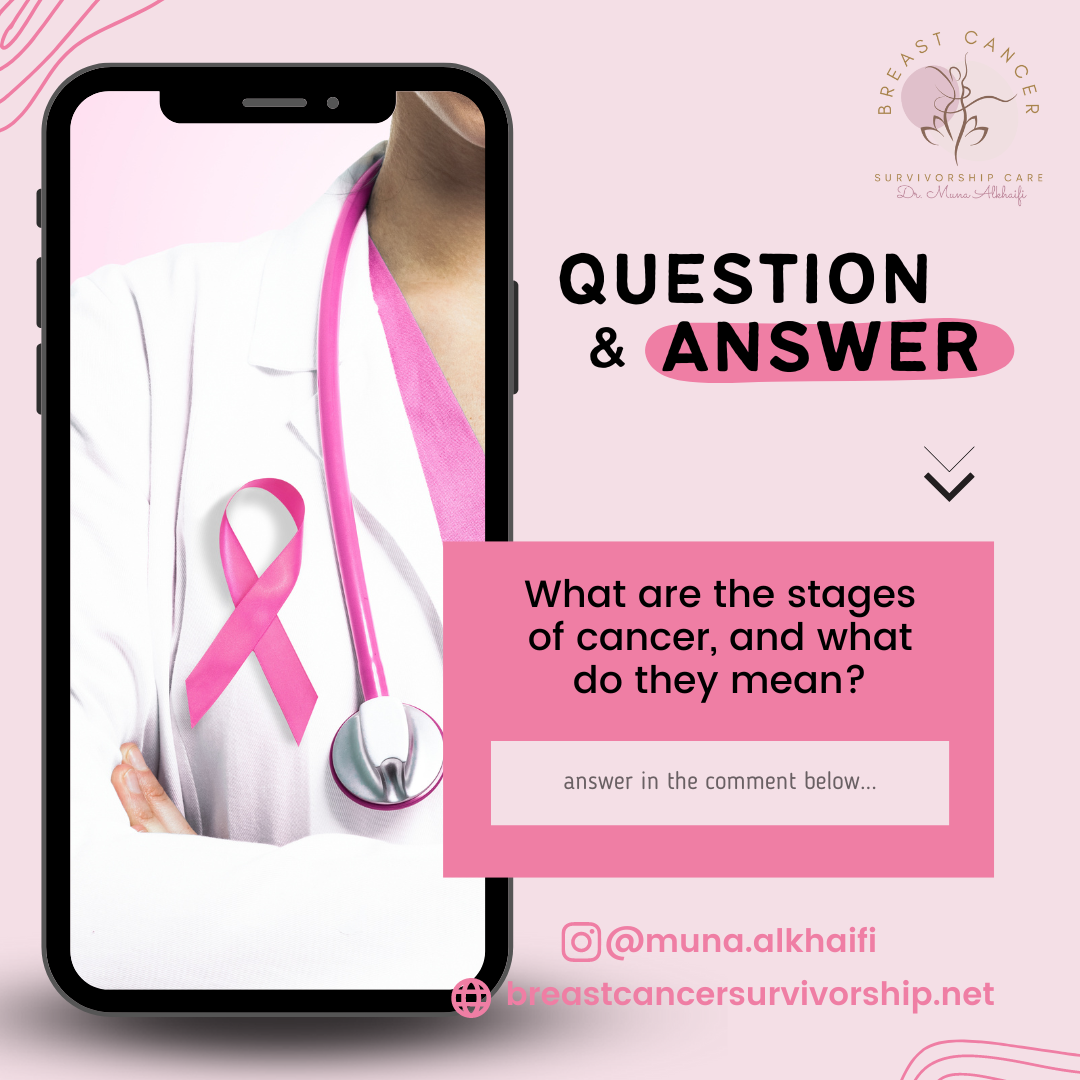 BREAST CANCER
SURVIVORSHIP CARE
Dr. Muna Alkhaifi
QUESTION
& ANSWER
What are the stages
of cancer, and what
do they mean?
answer in the comment below...
@muna.alkhaifi
breastcancersurvivorship.net